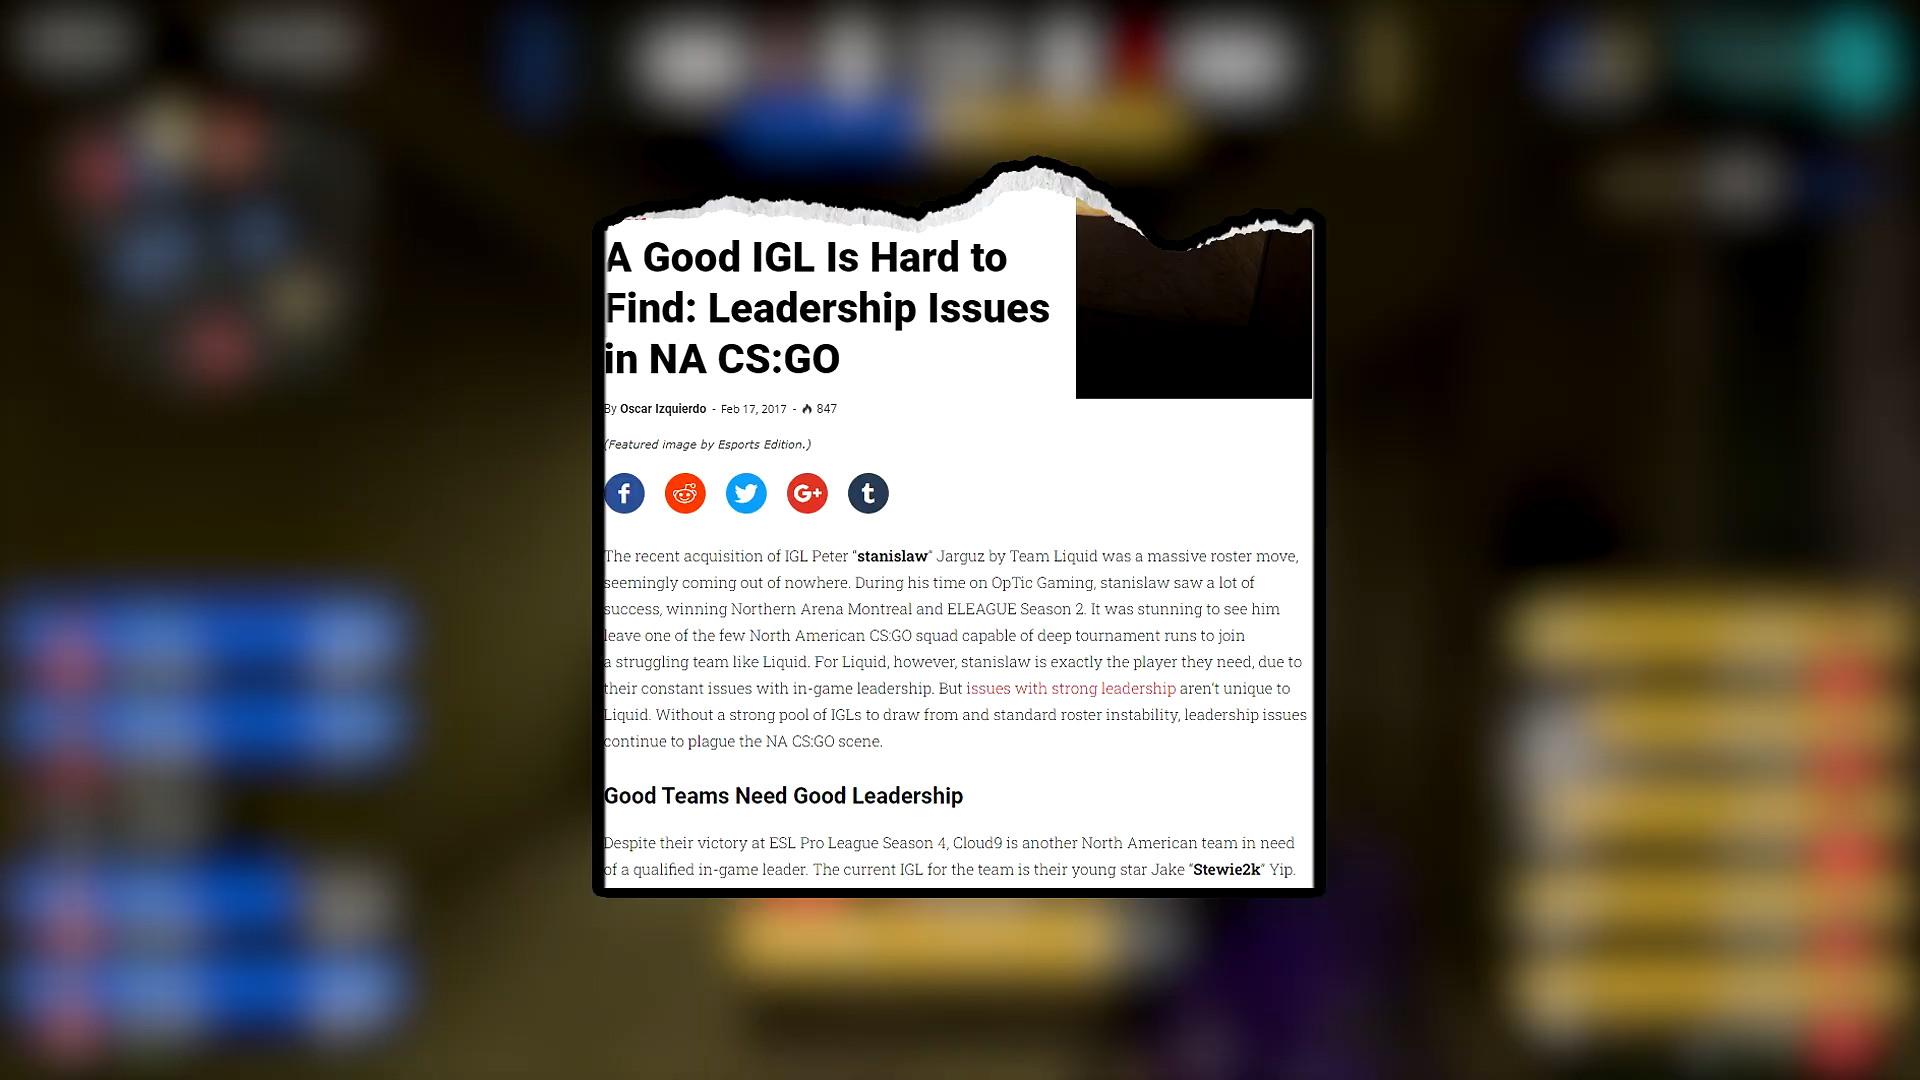 A Good IGL Is Hard to
Find: Leadership Issues
in NA CS:GO
By Oscar Izquierdo - Feb 17, 2017 - 847
(Featured image by Esports Edition.)
f G+ t
The recent acquisition of IGL Peter "stanislaw" Jarguz by Team Liquid was a massive roster move,
seemingly coming out of nowhere. During his time on OpTic Gaming, stanislaw saw a lot of
success, winning Northern Arena Montreal and ELEAGUE Season 2. It was stunning to see him
leave one of the few North American CS:GO squad capable of deep tournament runs to join
a struggling team like Liquid. For Liquid, however, stanislaw is exactly the player they need, due to
their constant issues with in-game leadership. But issues with strong leadership aren't unique to
Liquid. Without a strong pool of IGLs to draw from and standard roster instability, leadership issues
continue to plague the NA CS:GO scene.
Good Teams Need Good Leadership
Despite their victory at ESL Pro League Season 4, Cloud9 is another North American team in need
of a qualified in-game leader. The current IGL for the team is their young star Jake "Stewie2k" Yip.